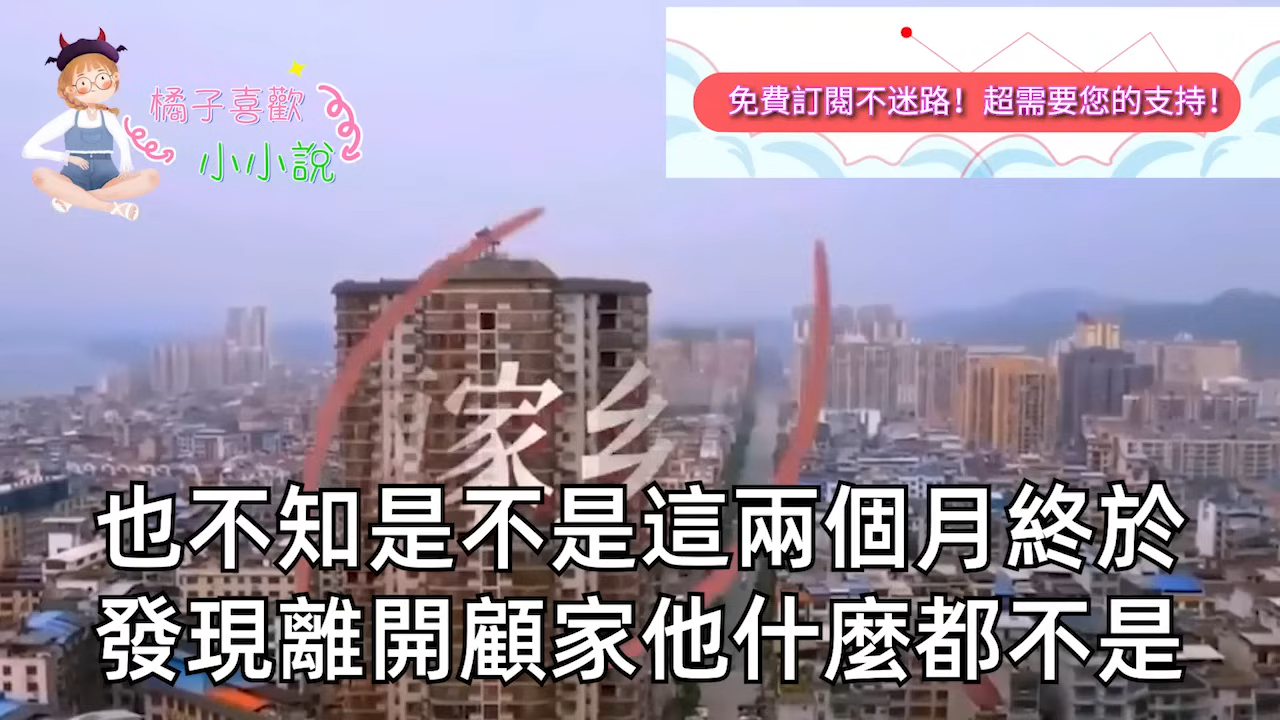 橘子喜歡
小小說
免費訂閱不迷路！超需要您的支持！
家乡
也不知是不是這兩個月終於
發現離開顧家他什麼都不是